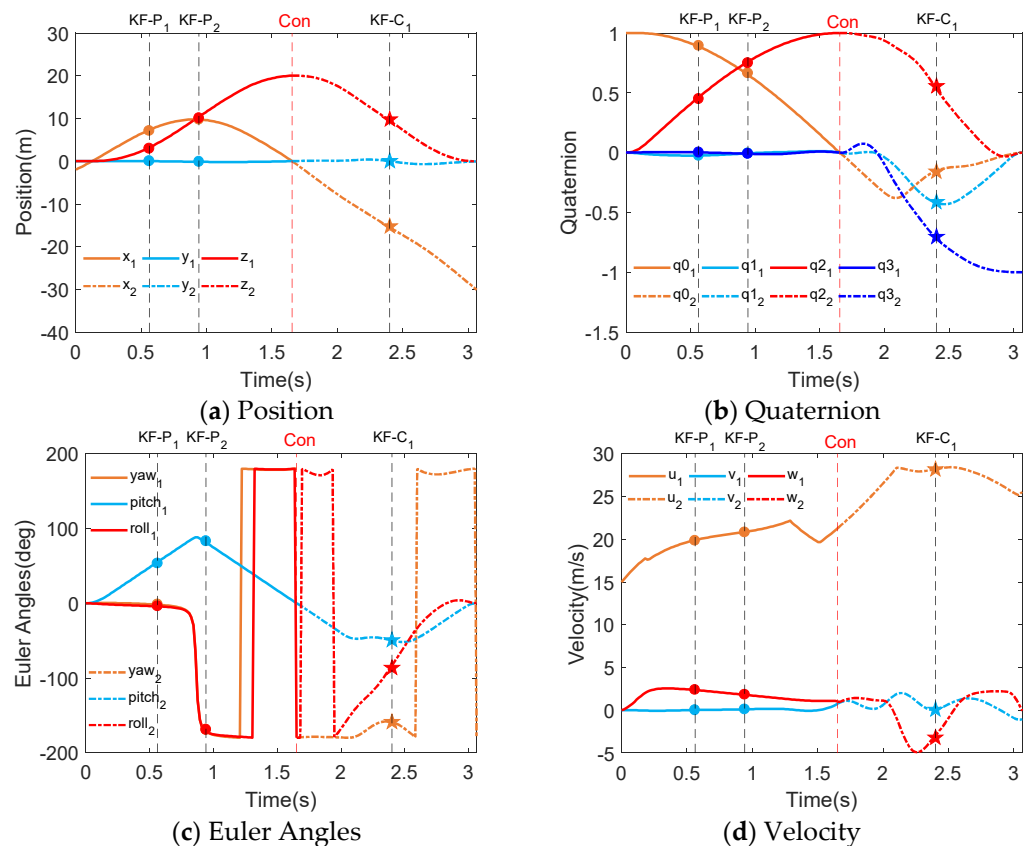 KF-P1 KF-P2 Con KF-C1
30
20
10
0
-10
-20
-30
-40
Position(m)
x1 y1 z1
x2 y2 z2
0 0.5 1 1.5 2 2.5 3
Time(s)
(a) Position
KF-P1 KF-P2 Con KF-C1
1
0.5
0
-0.5
-1
-1.5
Quaternion
q01 q11 q21 q31
q02 q12 q22 q32
0 0.5 1 1.5 2 2.5 3
Time(s)
(b) Quaternion
KF-P1 KF-P2 Con KF-C1
200
100
0
-100
-200
Euler Angles(deg)
yaw1
pitch1
roll1
yaw2
pitch2
roll2
0 0.5 1 1.5 2 2.5 3
Time(s)
(c) Euler Angles
KF-P1 KF-P2 Con KF-C1
30
25
20
15
10
5
0
-5
Velocity(m/s)
u1 v1 w1
u2 v2 w2
0 0.5 1 1.5 2 2.5 3
Time(s)
(d) Velocity